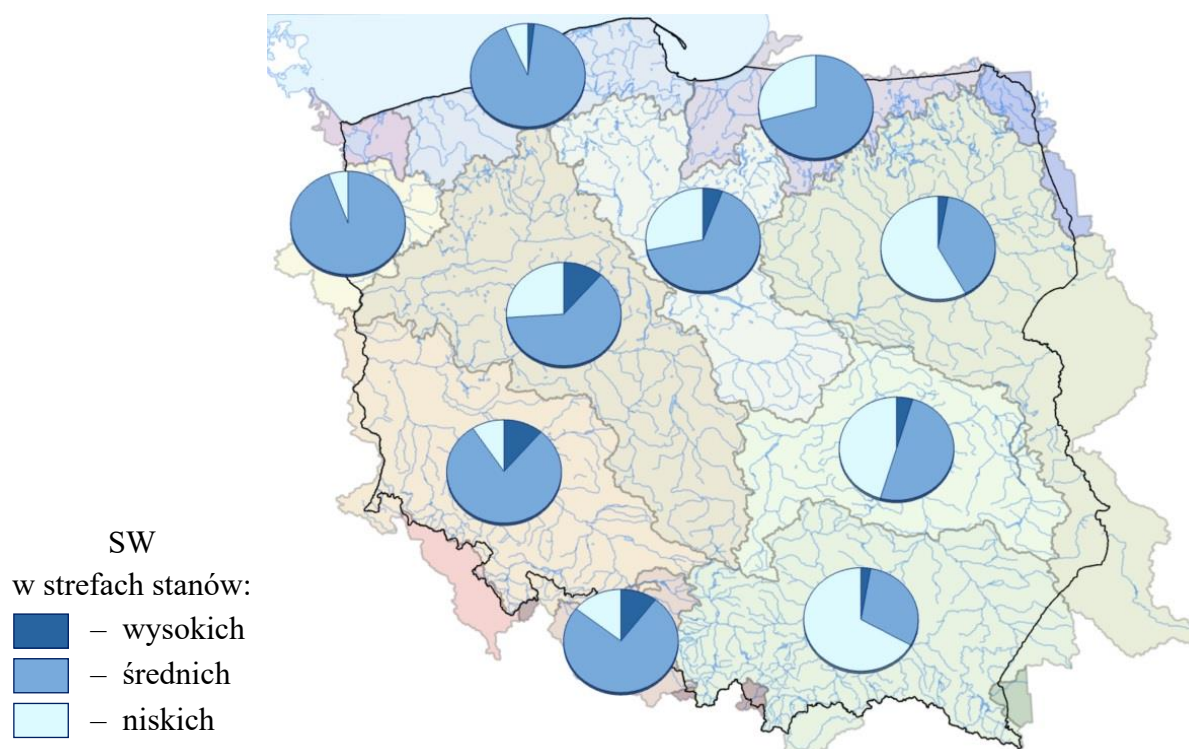 SW
w strefach stanów:
– wysokich
– średnich
– niskich